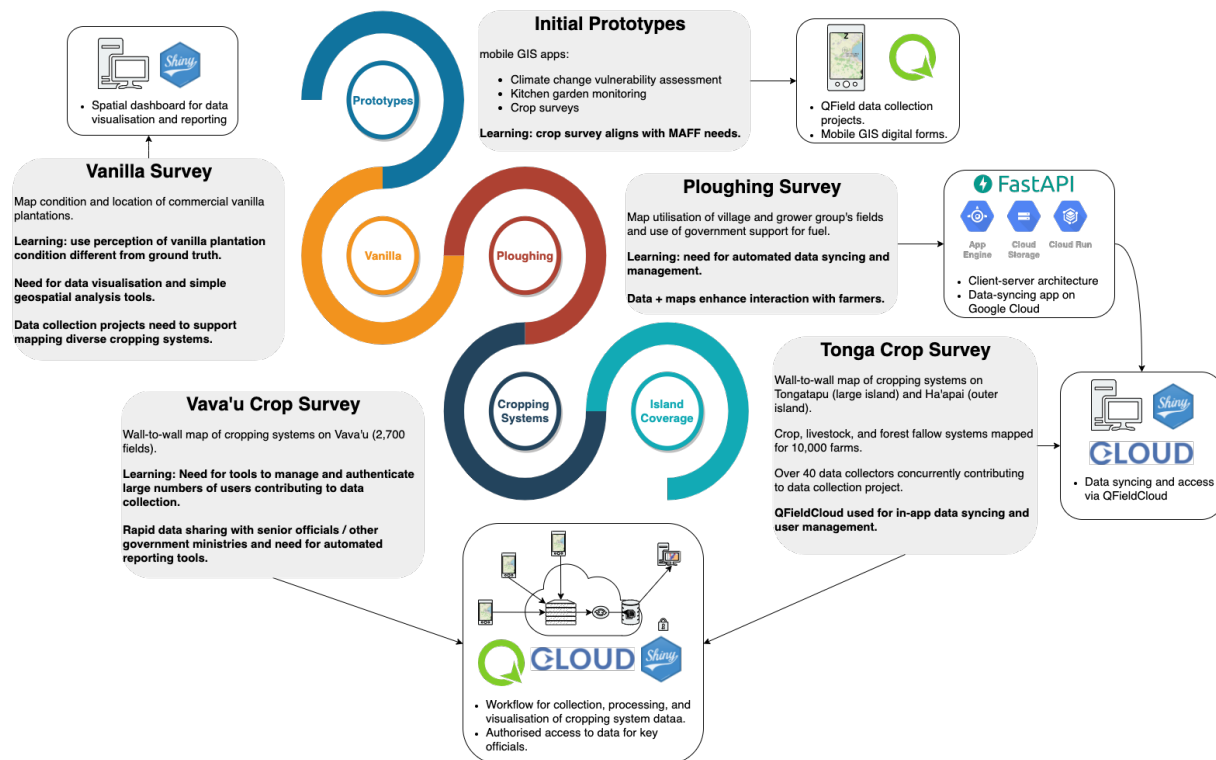 Initial Prototypes
mobile GIS apps:
• Climate change vulnerability assessment
• Kitchen garden monitoring
• Crop surveys
Learning: crop survey aligns with MAFF needs.
• QField data collection
projects.
• Mobile GIS digital forms.
Shiny
• Spatial dashboard for data
visualisation and reporting
Prototypes
Vanilla Survey
Map condition and location of commercial vanilla
plantations.
Learning: use perception of vanilla plantation
condition different from ground truth.
Need for data visualisation and simple
geospatial analysis tools.
Data collection projects need to support
mapping diverse cropping systems.
Vanilla
Ploughing
Ploughing Survey
Map utilisation of village and grower group's fields
and use of government support for fuel.
Learning: need for automated data syncing and
management.
Data + maps enhance interaction with farmers.
FastAPI
App
Engine
Cloud
Storage
Cloud Run
• Client-server architecture
• Data-syncing app on
Google Cloud
Cropping
Systems
Island
Coverage
Vava'u Crop Survey
Wall-to-wall map of cropping systems on Vava'u (2,700
fields).
Learning: Need for tools to manage and authenticate
large numbers of users contributing to data
collection.
Rapid data sharing with senior officials / other
government ministries and need for automated
reporting tools.
Tonga Crop Survey
Wall-to-wall map of cropping systems on
Tongatapu (large island) and Ha'apai (outer
island).
Crop, livestock, and forest fallow systems mapped
for 10,000 farms.
Over 40 data collectors concurrently contributing
to data collection project.
QFieldCloud used for in-app data syncing and
user management.
Shiny
CLOUD
• Data syncing and access
via QFieldCloud
CLOUD
Shiny
• Workflow for collection, processing, and
visualisation of cropping system dataa.
• Authorised access to data for key
officials.